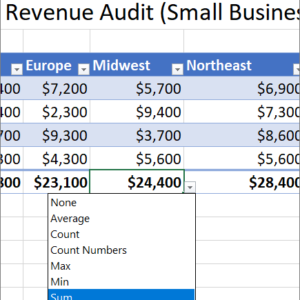 Revenue Audit (Small Busines
Europe Midwest Northeast
400 $7,200 $5,700 $6,900
400 $2,300 $9,400 $7,300
700 $9,300 $3,700 $8,600
300 $4,300 $5,600 $5,600
800 $23,100 $24,400 $28,400
None
Average
Count
Count Numbers
Max
Min
Sum